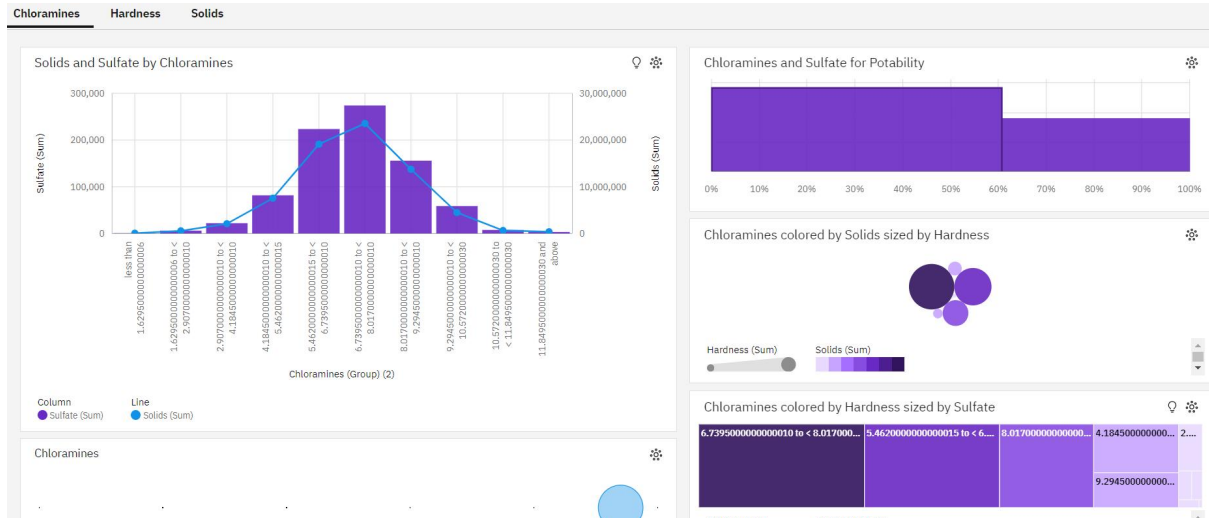 Chloramines Hardness Solids
Solids and Sulfate by Chloramines
300,000
200,000
100,000
0
Sulfate (Sum)
30,000,000
20,000,000
10,000,000
0
Solids (Sum)
less than
1.6295000000000006
1.6295000000000006 to <
2.9070000000000010
2.9070000000000010 to <
4.1845000000000010
4.1845000000000010 to <
5.4620000000000015
5.4620000000000015 to <
6.7395000000000010
6.7395000000000010 to <
8.0170000000000010
8.0170000000000010 to <
9.2945000000000010
9.2945000000000010 to <
10.572000000000000030
10.572000000000000030 to
< 11.849500000000000030
11.849500000000000030 and
above
Chloramines (Group) (2)
Column Line
Sulfate (Sum) Solids (Sum)
Chloramines
Chloramines and Sulfate for Potability
0% 10% 20% 30% 40% 50% 60% 70% 80% 90% 100%
Chloramines colored by Solids sized by Hardness
Hardness (Sum) Solids (Sum)
Chloramines colored by Hardness sized by Sulfate
6.7395000000000010 to < 8.017000... 5.4620000000000015 to < 6.... 8.01700000000000... 4.184500000000... 2....
9.294500000000...